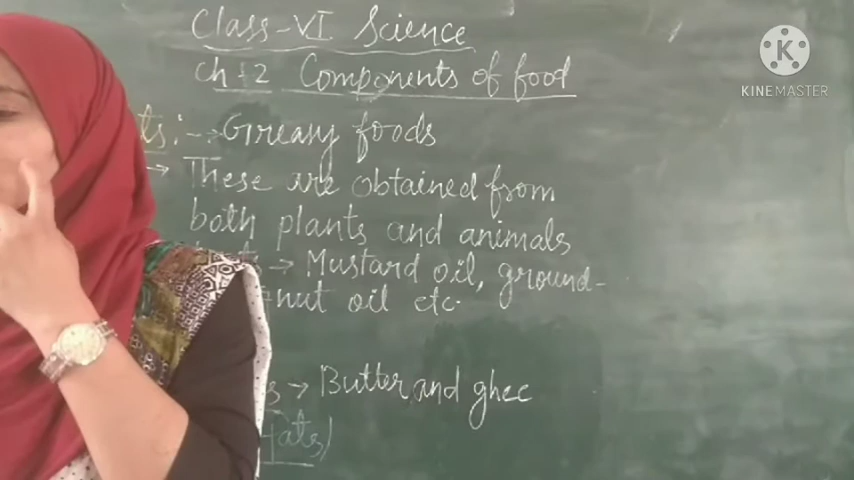 Class-VI Science
Ch-2 Components of food
ts:- → Greasy foods
→ These are obtained from
both plants and animals
→ Mustard oil, ground-
nut oil etc.
s → Butter and ghee
fats)
K
KINEMASTER